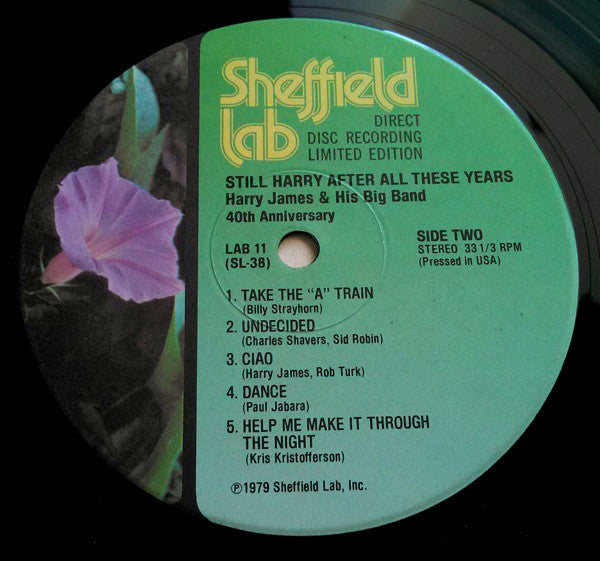 Sheffield
lab
DIRECT
DISC RECORDING
LIMITED EDITION
STILL HARRY AFTER ALL THESE YEARS
Harry James & His Big Band
40th Anniversary
LAB 11
(SL-38)
SIDE TWO
STEREO 33 1/3 RPM
(Pressed in USA)
1. TAKE THE "A" TRAIN
(Billy Strayhorn)
2. UNDECIDED
(Charles Shavers, Sid Robin)
3. CIAO
(Harry James, Rob Turk)
4. DANCE
(Paul Jabara)
5. HELP ME MAKE IT THROUGH
THE NIGHT
(Kris Kristofferson)
℗1979 Sheffield Lab, Inc.